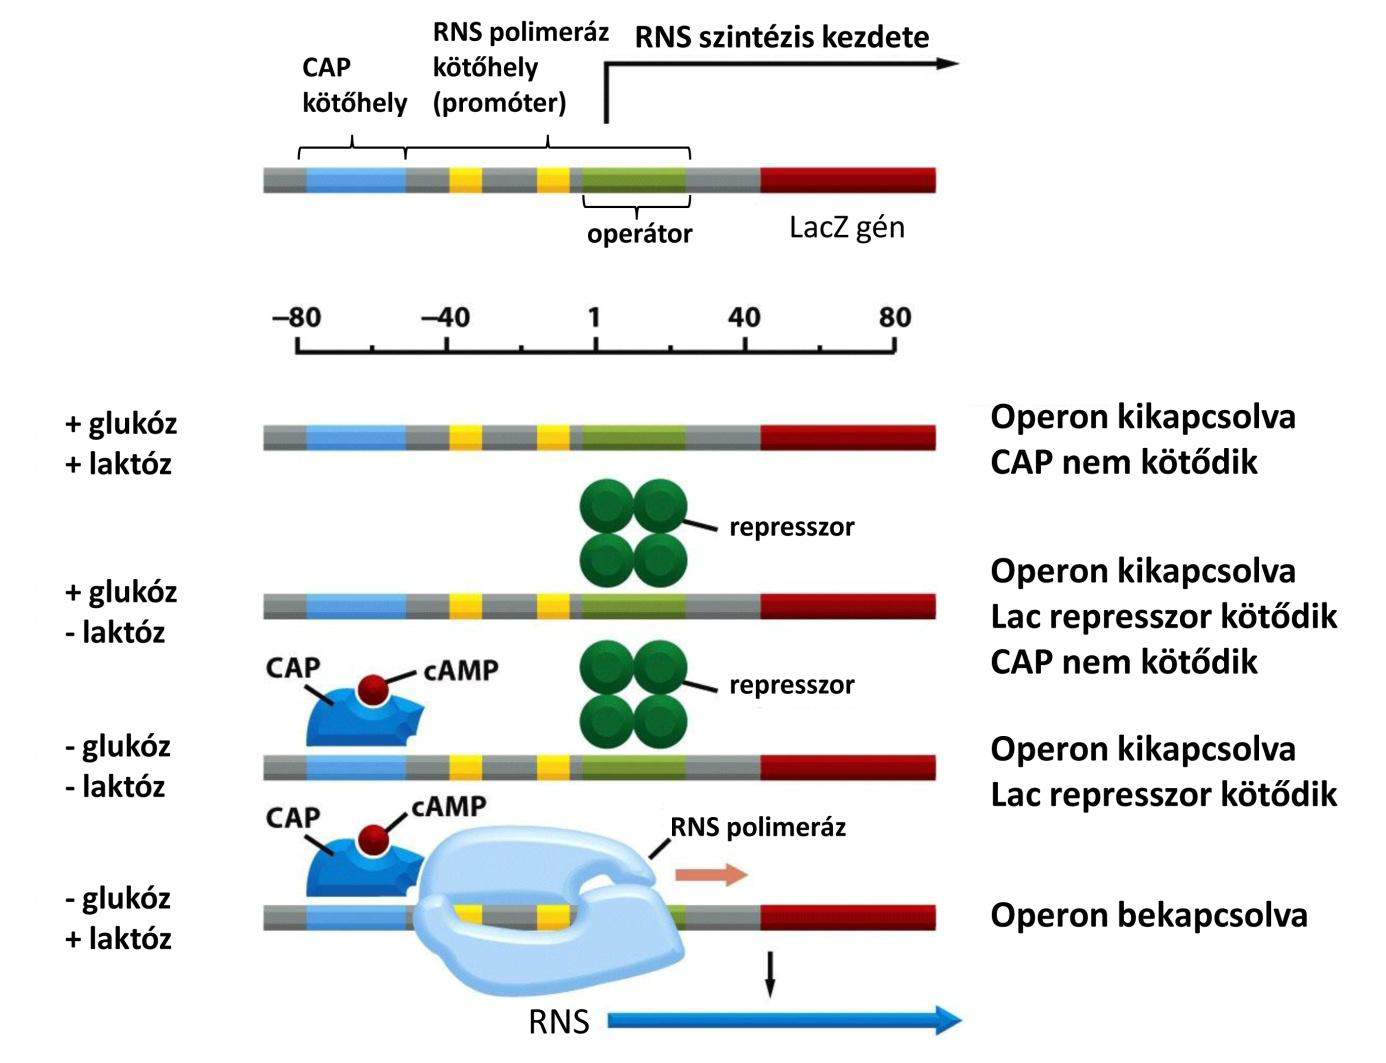 RNS polimeráz
kötőhely
(promóter)
RNS szintézis kezdete
CAP
kötőhely
operátor
LacZ gén
–80
–40
1
40
80
+ glukóz
+ laktóz
Operon kikapcsolva
CAP nem kötődik
represszor
+ glukóz
- laktóz
Operon kikapcsolva
Lac represszor kötődik
CAP nem kötődik
CAP
cAMP
represszor
- glukóz
- laktóz
Operon kikapcsolva
Lac represszor kötődik
CAP
cAMP
RNS polimeráz
- glukóz
+ laktóz
Operon bekapcsolva
RNS